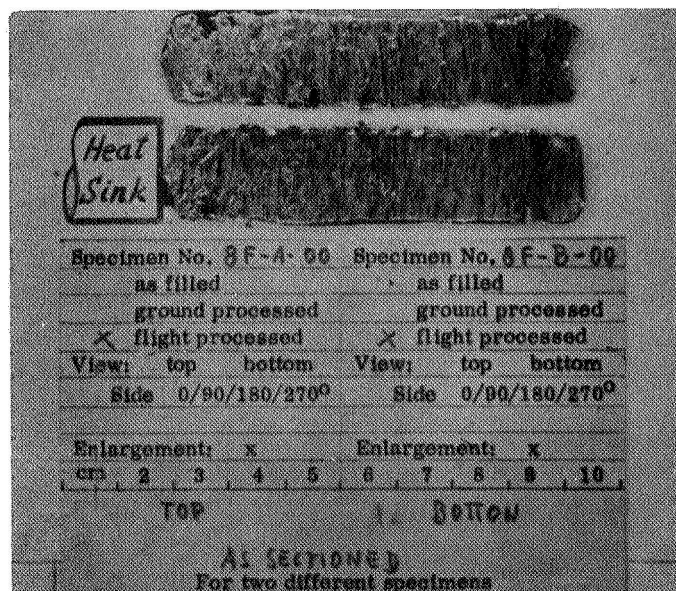 Heat
Sink
Specimen No. 8F-A-00 Specimen No. 8F-B-00
as filled as filled
ground processed ground processed
X flight processed X flight processed
View: top bottom View: top bottom
Side 0/90/180/270° Side 0/90/180/270°
Enlargement: x Enlargement: x
cm 2 3 4 5 6 7 8 9 10
TOP BOTTOM
AS SECTIONED
For two different specimens